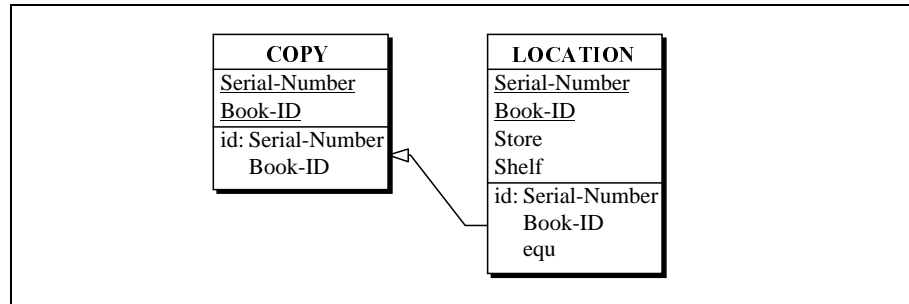 COPY
Serial-Number
Book-ID
id: Serial-Number
Book-ID
LOCATION
Serial-Number
Book-ID
Store
Shelf
id: Serial-Number
Book-ID
equ